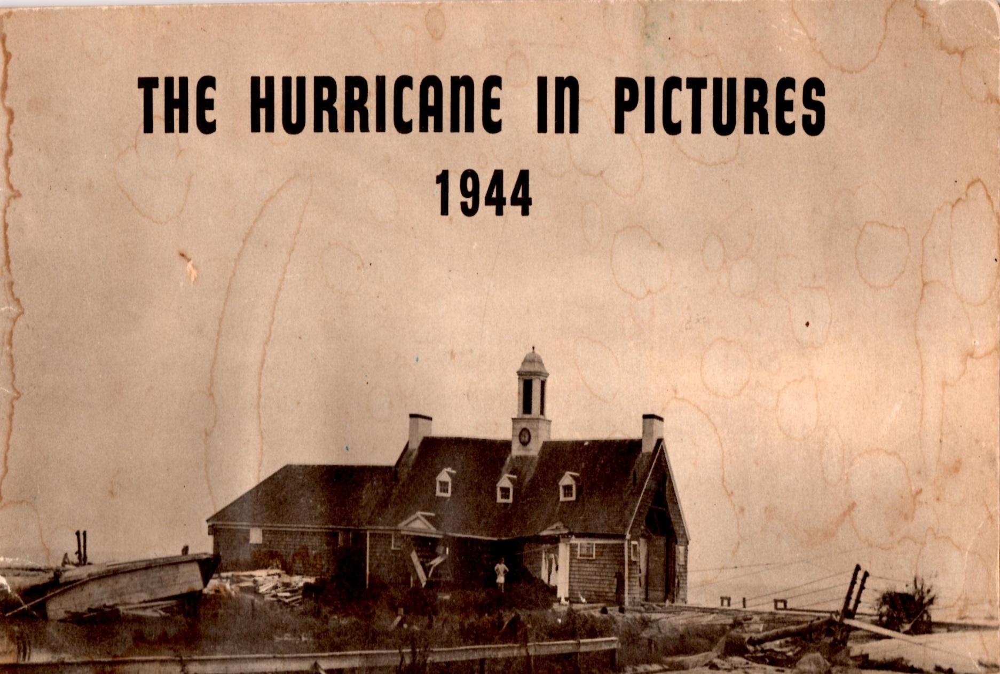 THE HURRICANE IN PICTURES
1944